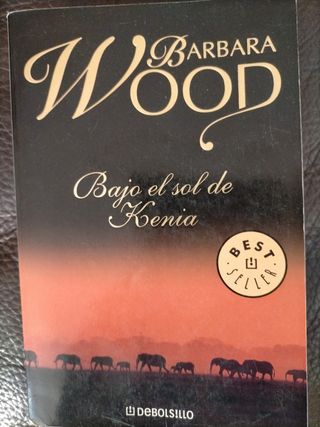 BARBARA
WOOD
Bajo el sol de
Kenia
BEST
SELLER
DEBOLSILLO